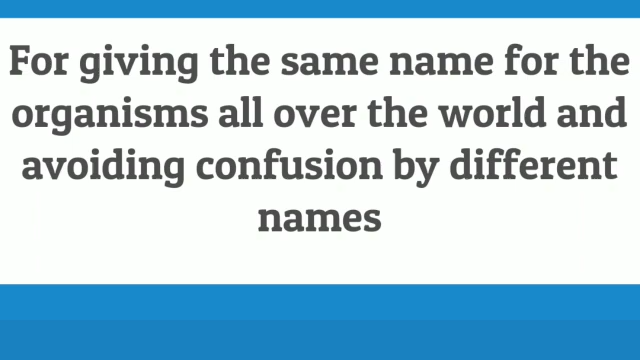 For giving the same name for the
organisms all over the world and
avoiding confusion by different
names